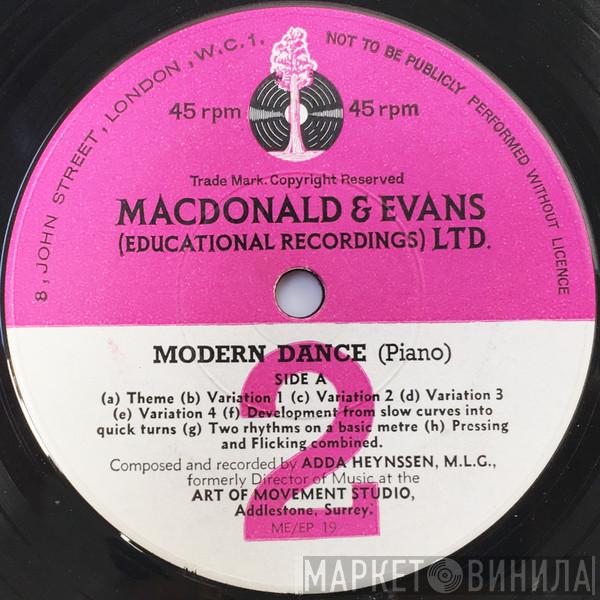 8, JOHN STREET, LONDON, W.C.1.
NOT TO BE PUBLICLY PERFORMED WITHOUT LICENCE
45 rpm 45 rpm
Trade Mark. Copyright Reserved
MACDONALD & EVANS
(EDUCATIONAL RECORDINGS) LTD.
MODERN DANCE (Piano)
SIDE A
(a) Theme (b) Variation 1 (c) Variation 2 (d) Variation 3
(e) Variation 4 (f) Development from slow curves into
quick turns (g) Two rhythms on a basic metre (h) Pressing
and Flicking combined.
Composed and recorded by ADDA HEYNSSEN, M.L.G.,
formerly Director of Music at the
ART OF MOVEMENT STUDIO,
Addlestone, Surrey.
ME/EP 19
2
МАРКЕТ ВИНИЛА